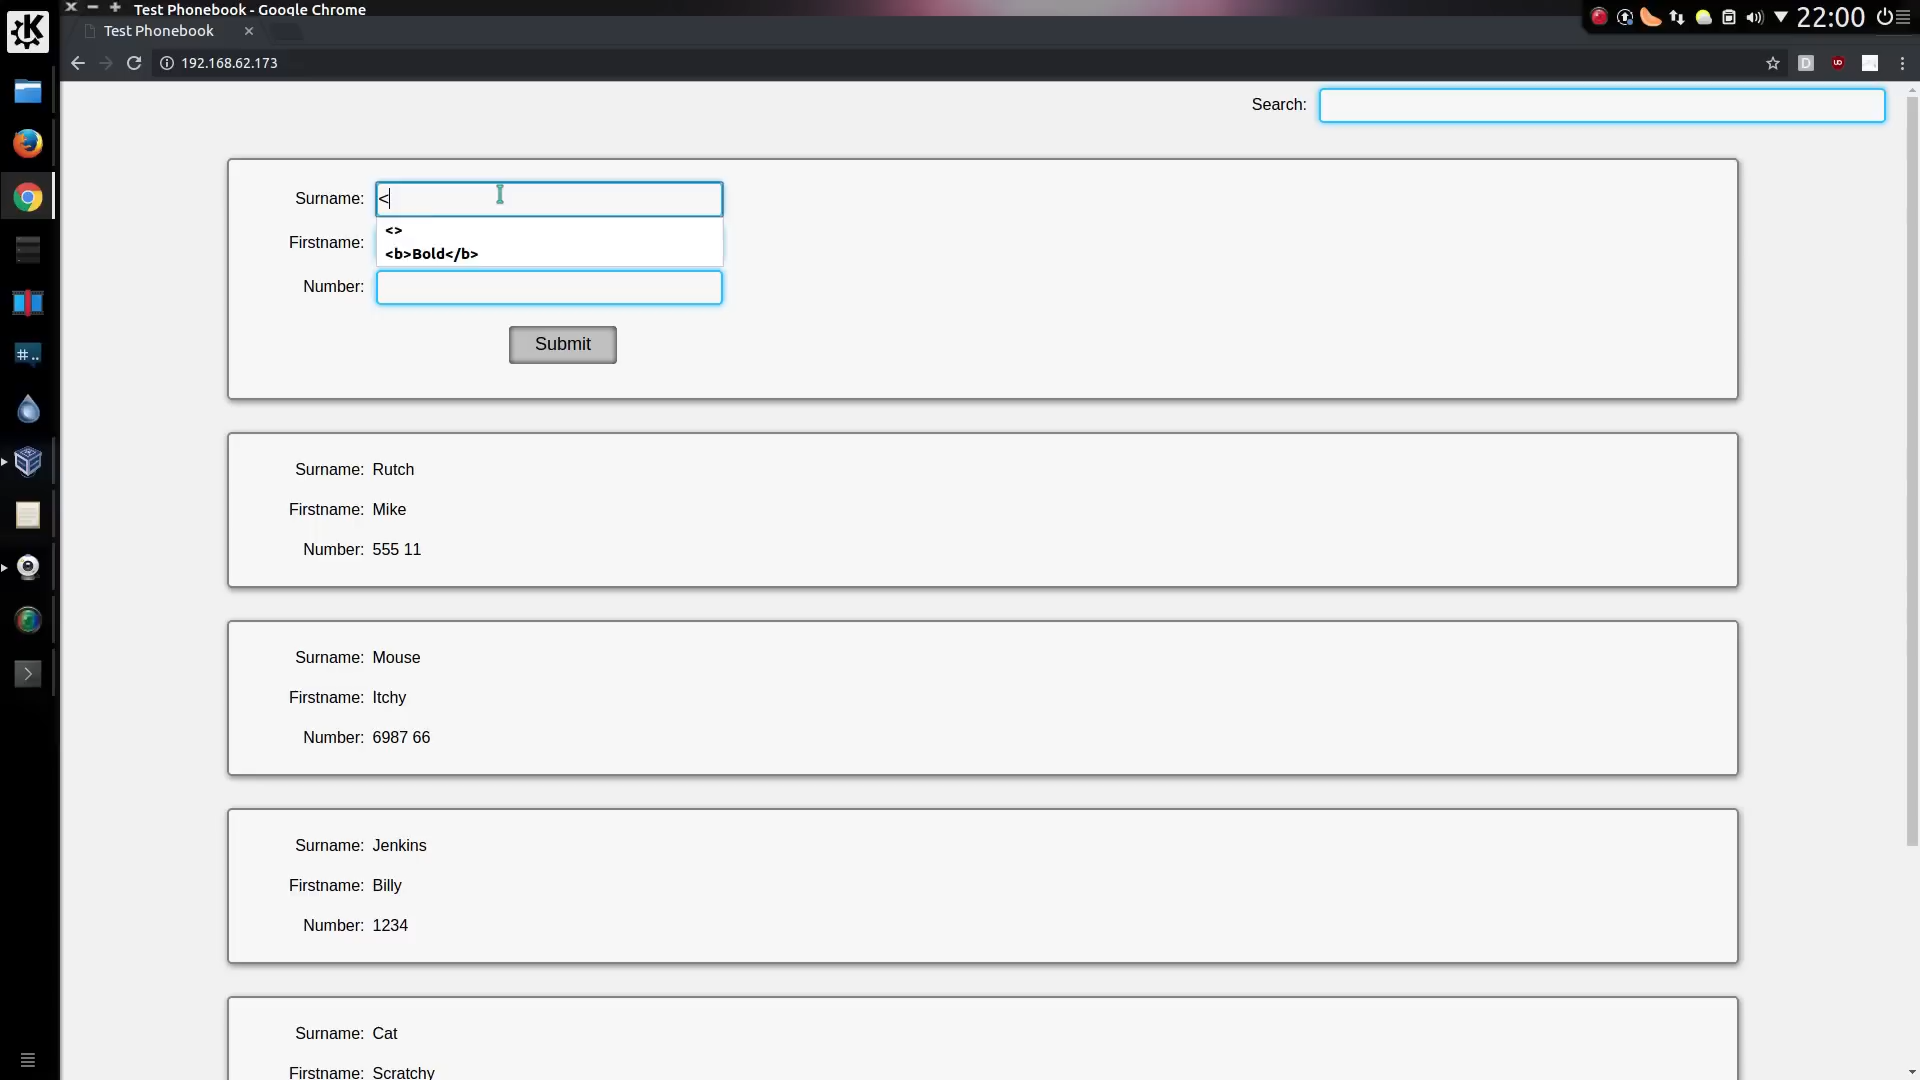 Test Phonebook - Google Chrome
22:00
Test Phonebook
192.168.62.173
Search:
Surname: <
<>
Firstname:
<b>Bold</b>
Number:
Submit
Surname: Rutch
Firstname: Mike
Number: 555 11
Surname: Mouse
Firstname: Itchy
Number: 6987 66
Surname: Jenkins
Firstname: Billy
Number: 1234
Surname: Cat
Firstname: Scratchy